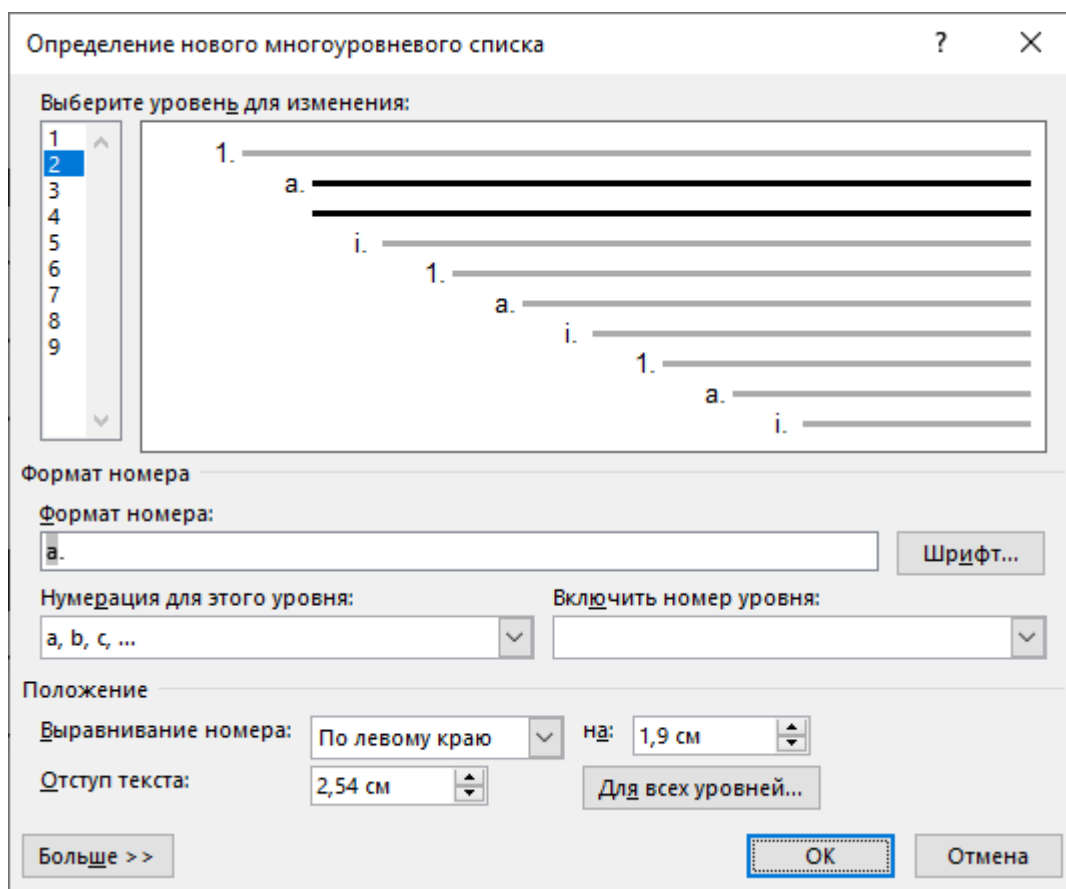 Определение нового многоуровневого списка ? ×
Выберите уровень для изменения:
1
2
3
4
5
6
7
8
9
1.
a.
i.
1.
a.
i.
1.
a.
i.
Формат номера
Формат номера:
a.
Шрифт...
Нумерация для этого уровня: Включить номер уровня:
a, b, c, ...
Положение
Выравнивание номера: По левому краю на: 1,9 см
Отступ текста: 2,54 см Для всех уровней...
Больше >> ОК Отмена